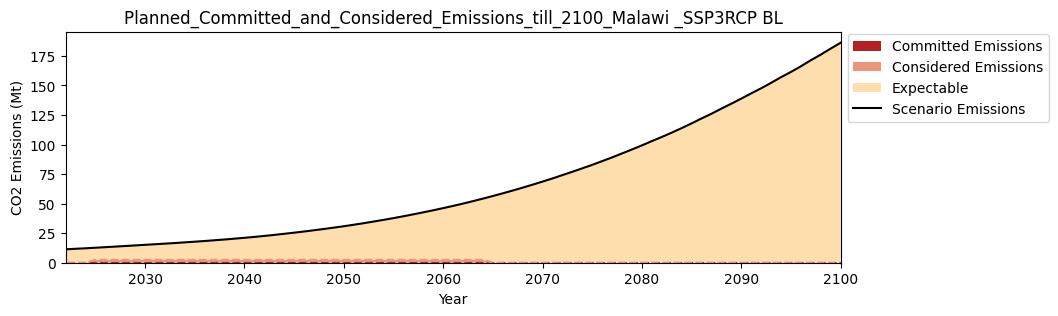 Planned_Committed_and_Considered_Emissions_till_2100_Malawi _SSP3RCP BL
Committed Emissions
Considered Emissions
Expectable
Scenario Emissions
CO2 Emissions (Mt)
175
150
125
100
75
50
25
0
2030 2040 2050 2060 2070 2080 2090 2100
Year